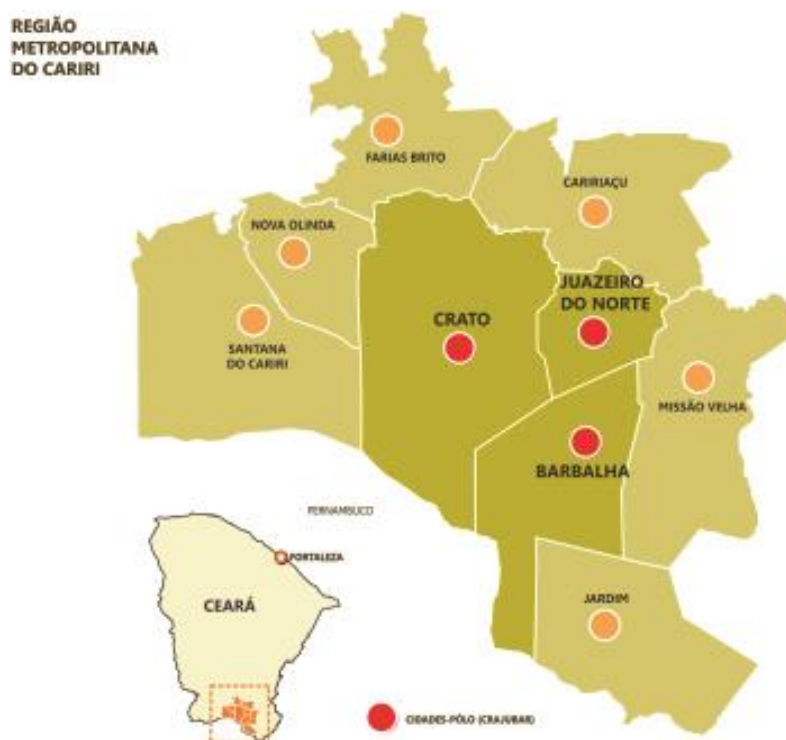 REGIÃO
METROPOLITANA
DO CARIRI
FARIAS BRITO
CARIRIAÇU
NOVA OLINDA
JUAZEIRO
DO NORTE
CRATO
SANTANA
DO CARIRI
MISSÃO VELHA
BARBALHA
PERNAMBUCO
FORTALEZA
CEARÁ
JARDIM
CIDADES-PÓLO (CRAJUBAR)